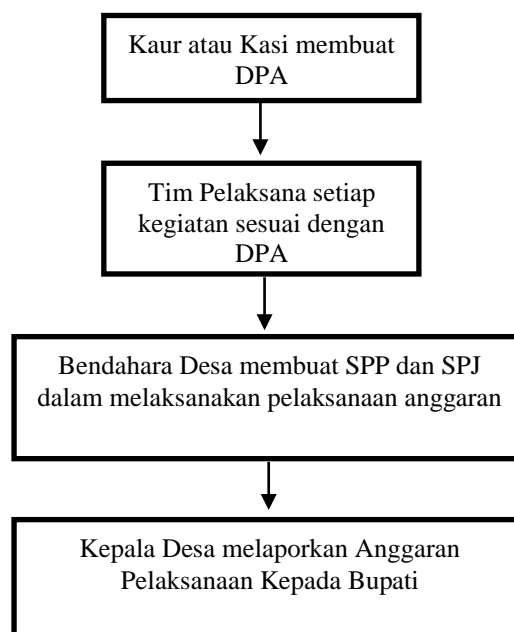 Kaur atau Kasi membuat
DPA
Tim Pelaksana setiap
kegiatan sesuai dengan
DPA
Bendahara Desa membuat SPP dan SPJ
dalam melaksanakan pelaksanaan anggaran
Kepala Desa melaporkan Anggaran
Pelaksanaan Kepada Bupati